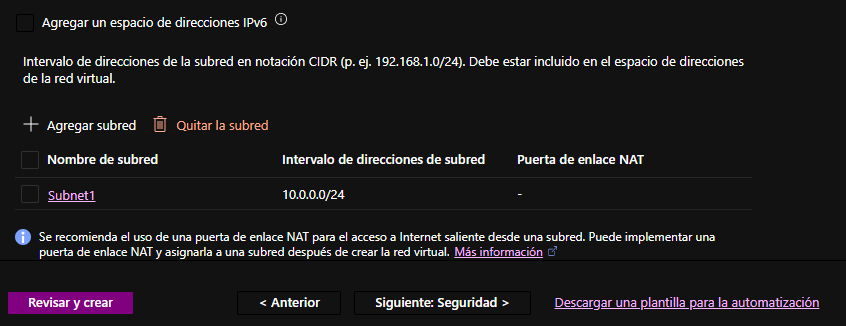 Agregar un espacio de direcciones IPv6
Intervalo de direcciones de la subred en notación CIDR (p. ej. 192.168.1.0/24). Debe estar incluido en el espacio de direcciones
de la red virtual.
Agregar subred Quitar la subred
Nombre de subred Intervalo de direcciones de subred Puerta de enlace NAT
Subnet1 10.0.0.0/24 -
Se recomienda el uso de una puerta de enlace NAT para el acceso a Internet saliente desde una subred. Puede implementar una
puerta de enlace NAT y asignarla a una subred después de crear la red virtual. Más información
Revisar y crear < Anterior Siguiente: Seguridad > Descargar una plantilla para la automatización